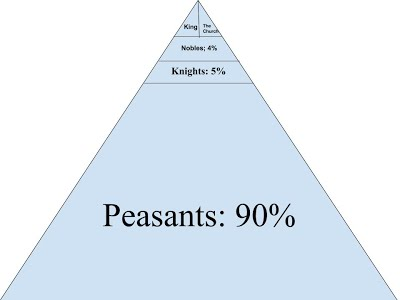 King
The
Church
Nobles; 4%
Knights: 5%
Peasants: 90%